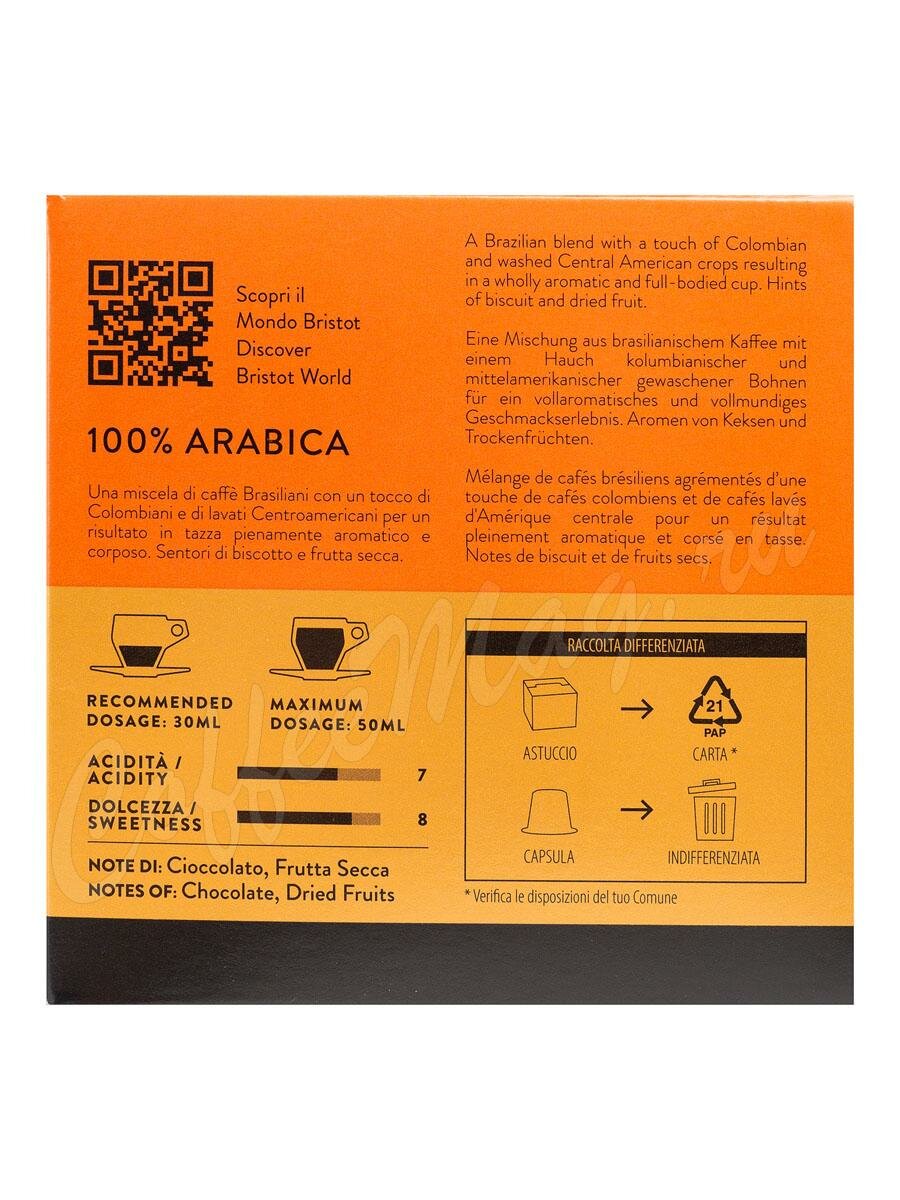 Scopri il
Mondo Bristot
Discover
Bristot World
100% ARABICA
Una miscela di caffè Brasiliani con un tocco di
Colombiani e di lavati Centroamericani per un
risultato in tazza pienamente aromatico e
corposo. Sentori di biscotto e frutta secca.
A Brazilian blend with a touch of Colombian
and washed Central American crops resulting
in a wholly aromatic and full-bodied cup. Hints
of biscuit and dried fruit.
Eine Mischung aus brasilianischem Kaffee mit
einem Hauch kolumbianischer und
mittelamerikanischer gewaschener Bohnen
für ein vollaromatisches und vollmundiges
Geschmackserlebnis. Aromen von Keksen und
Trockenfrüchten.
Mélange de cafés brésiliens agrémentés d'une
touche de cafés colombiens et de cafés lavés
d'Amérique centrale pour un résultat
pleinement aromatique et corsé en tasse.
Notes de biscuit et de fruits secs.
RECOMMENDED
DOSAGE: 30ML
MAXIMUM
DOSAGE: 50ML
ACIDITÀ /
ACIDITY
7
DOLCEZZA /
SWEETNESS
8
NOTE DI: Cioccolato, Frutta Secca
NOTES OF: Chocolate, Dried Fruits
RACCOLTA DIFFERENZIATA
21
PAP
ASTUCCIO
CARTA *
CAPSULA
INDIFFERENZIATA
* Verifica le disposizioni del tuo Comune
CoffeeMag.ru